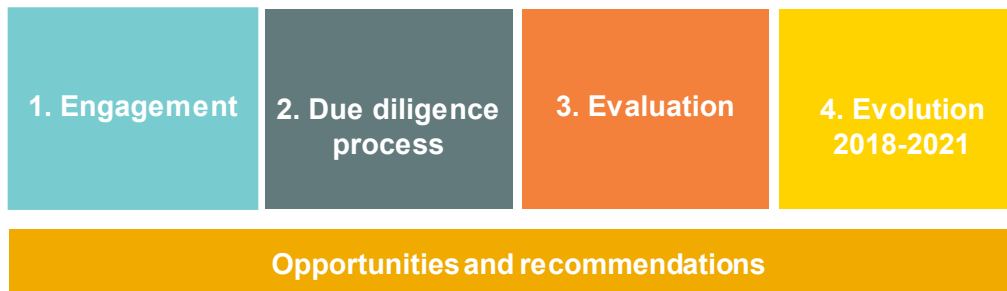 1. Engagement
2. Due diligence
process
3. Evaluation
4. Evolution
2018-2021
Opportunities and recommendations